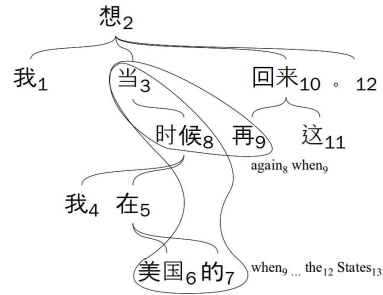 想2
我1 当3 回来10 。12
时候8 再9 这11
again8 when9
我4 在5
美国6 的7 when9 ... the12 States13